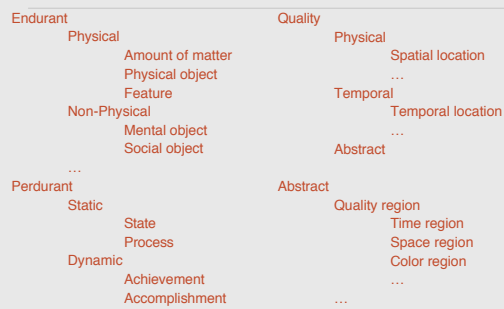 Endurant
Physical
Amount of matter
Physical object
Feature
Non-Physical
Mental object
Social object
…
Perdurant
Static
State
Process
Dynamic
Achievement
Accomplishment
Quality
Physical
Spatial location
…
Temporal
Temporal location
…
Abstract
Abstract
Quality region
Time region
Space region
Color region
…
…